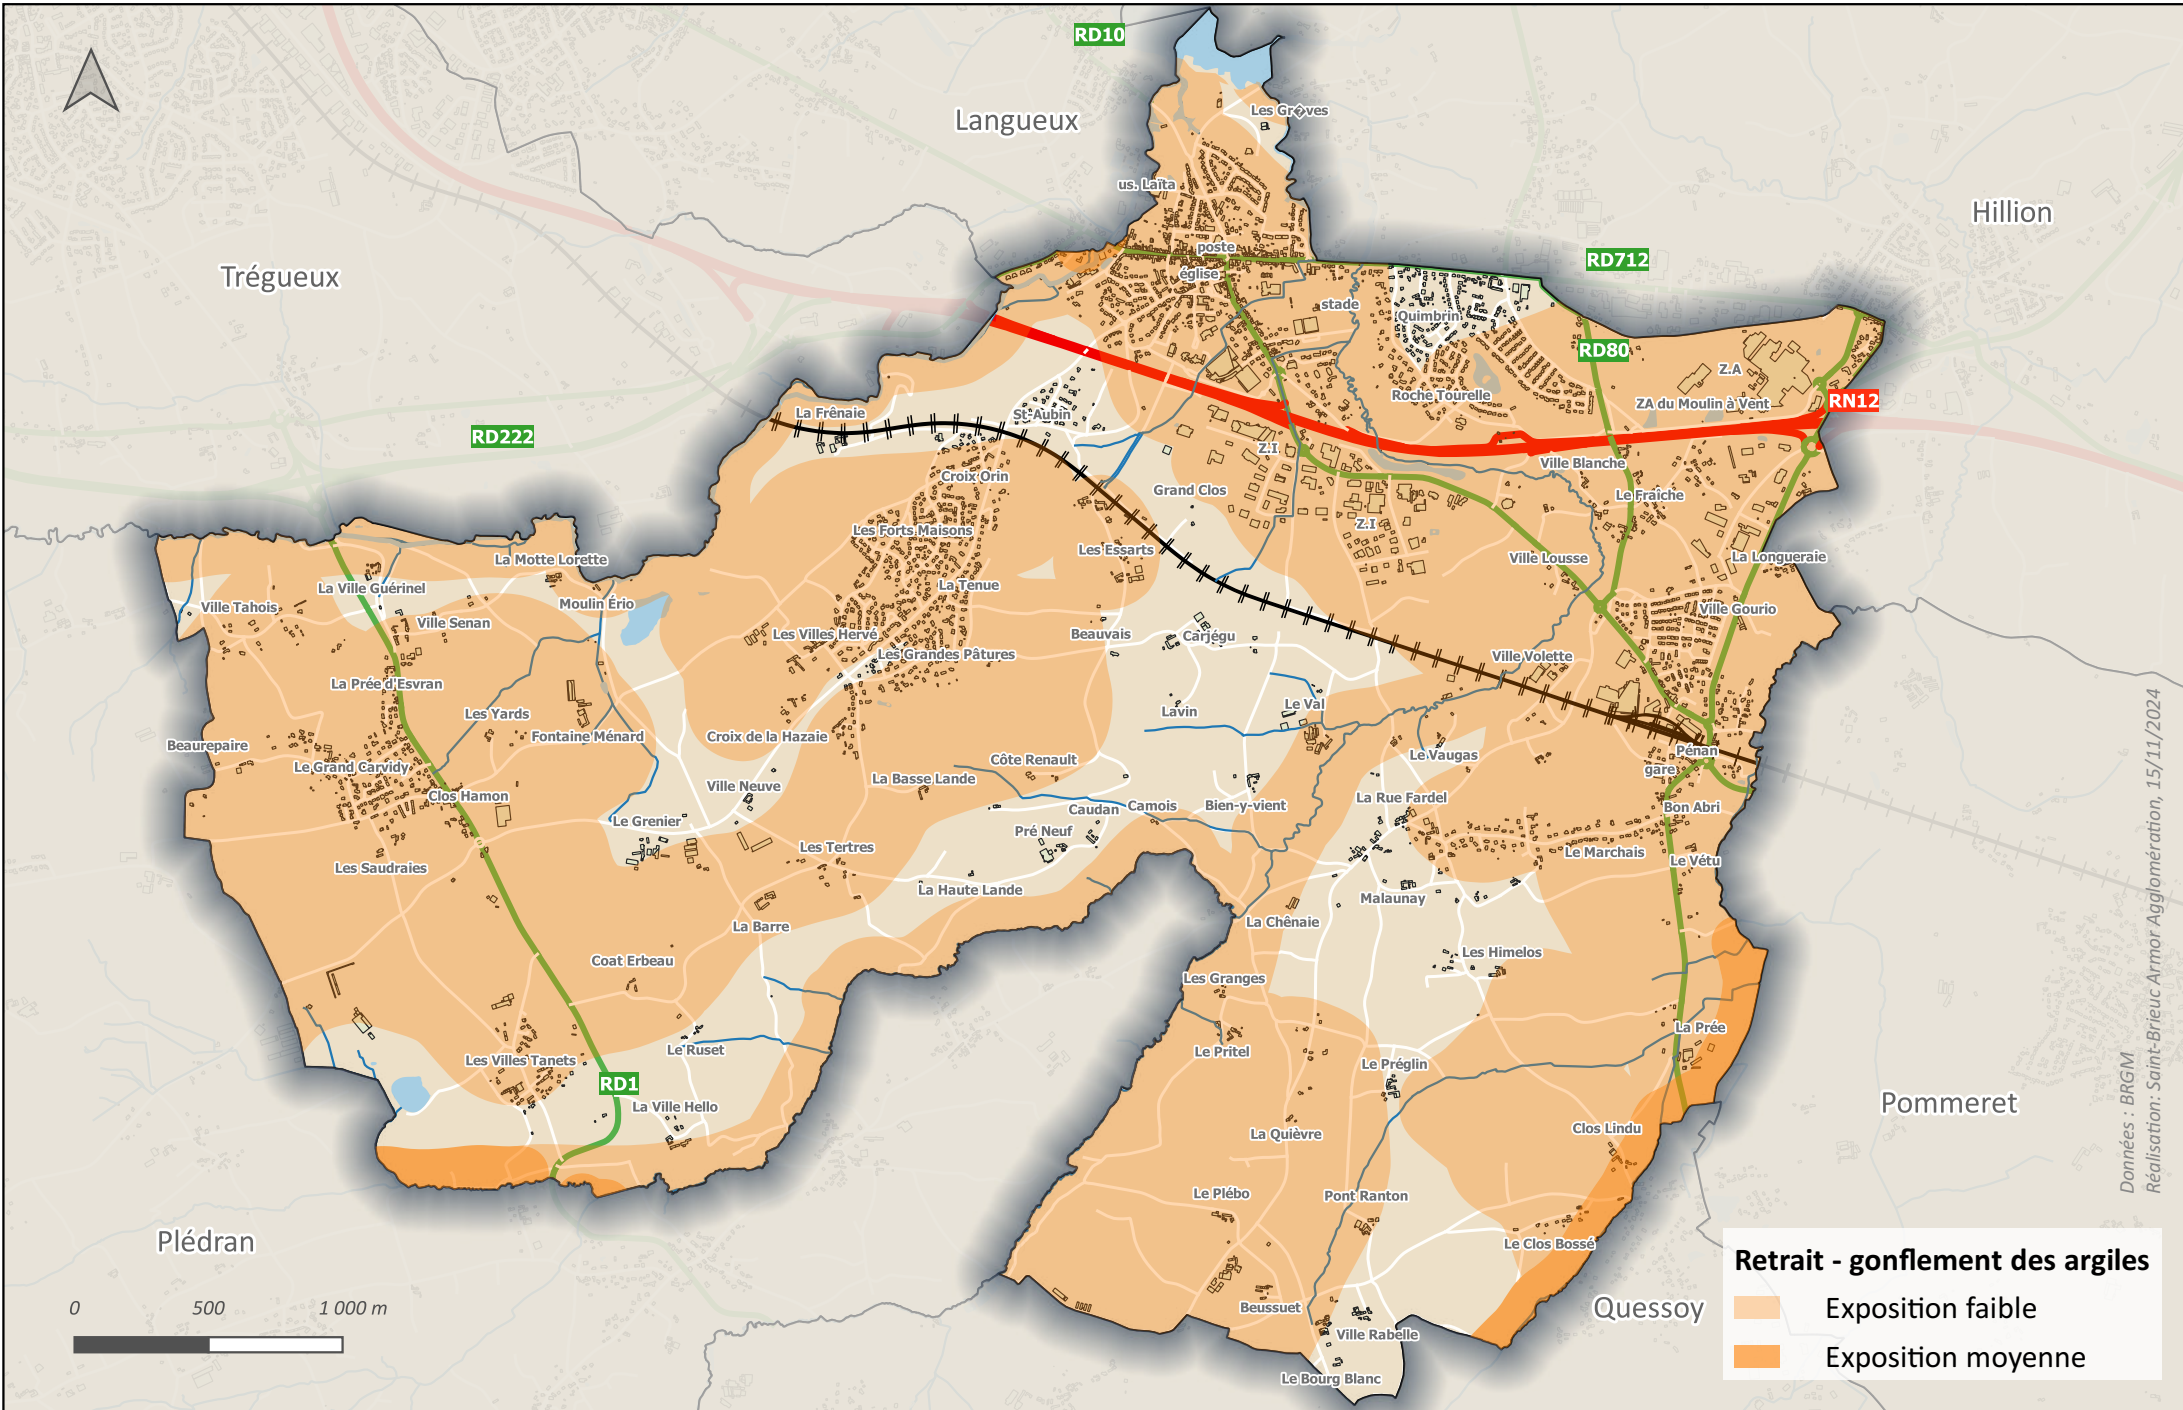 RD10
Les Gr�ves
Langueux
us. Laïta
Hillion
Trégueux
poste
RD712
église
stade
Quimbrin
RD80
Z.A
Roche Tourelle
ZA du Moulin à Vent
RN12
La Frênaie
St-Aubin
RD222
Z.I
Ville Blanche
Croix Orin
Grand Clos
Le Fraîche
Les Forts Maisons
Z.I
Les Essarts
La Motte Lorette
Ville Lousse
La Longueraie
La Ville Guérinel
La Tenue
Ville Tahois
Moulin Ério
Ville Gourio
Ville Senan
Les Villes Hervé
Beauvais
Carjégu
Les Grandes Pâtures
Ville Volette
La Prée d'Esvran
Les Yards
Lavin
Le Val
Beaurepaire
Fontaine Ménard
Croix de la Hazaie
Le Vaugas
Pénan
Le Grand Carvidy
Côte Renault
gare
La Basse Lande
Ville Neuve
Clos Hamon
La Rue Fardel
Caudan
Camois
Bien-y-vient
Bon Abri
Le Grenier
Pré Neuf
Les Tertres
Le Marchais
Le Vétu
Les Saudraies
La Haute Lande
Malaunay
La Barre
La Chênaie
Les Himelos
Coat Erbeau
Les Granges
La Prée
Le Ruset
Le Pritel
Les Villes Tanets
Le Préglin
RD1
La Ville Hello
Pommeret
La Quièvre
Clos Lindu
Le Plébo
Pont Ranton
Plédran
Le Clos Bossé
Beussuet
Quessoy
Ville Rabelle
Le Bourg Blanc
0 500 1 000 m
Données : BRGM
Réalisation: Saint-Brieuc Armor Agglomération, 15/11/2024
Retrait - gonflement des argiles
Exposition faible
Exposition moyenne